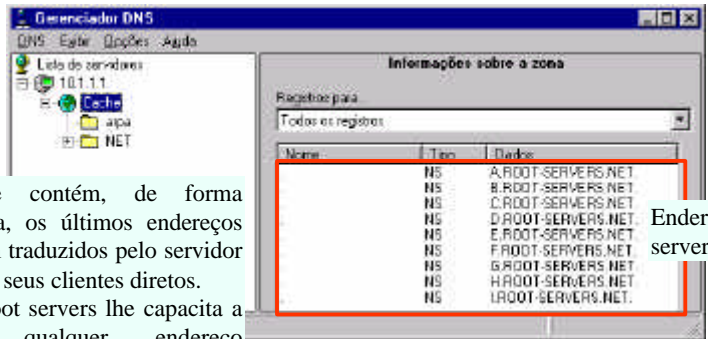 Gerenciador DNS
DNS Exibir Opções Ajuda
Lista de servidores
10.1.1.1
Cache
arpa
NET
Informações sobre a zona
Registros para
Todos os registros
Nome Tipo Dados
. NS A.ROOT-SERVERS.NET.
. NS B.ROOT-SERVERS.NET.
. NS C.ROOT-SERVERS.NET.
. NS D.ROOT-SERVERS.NET.
. NS E.ROOT-SERVERS.NET.
. NS F.ROOT-SERVERS.NET.
. NS G.ROOT-SERVERS.NET.
. NS H.ROOT-SERVERS.NET.
. NS I.ROOT-SERVERS.NET.
e contém, de forma
a, os últimos endereços
traduzidos pelo servidor
seus clientes diretos.
oot servers lhe capacita a
qualquer endereço
Ender
server